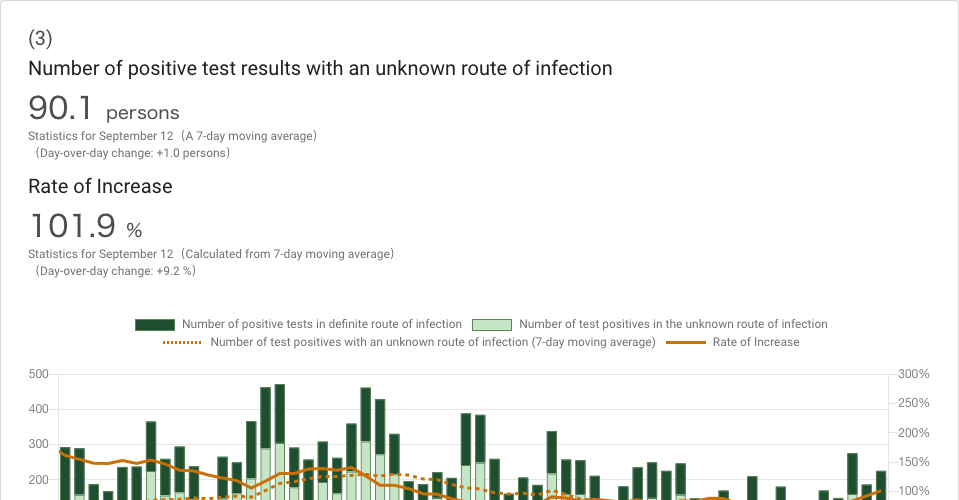 (3)
Number of positive test results with an unknown route of infection
90.1 persons
Statistics for September 12（A 7-day moving average）
（Day-over-day change: +1.0 persons）
Rate of Increase
101.9 %
Statistics for September 12（Calculated from 7-day moving average）
（Day-over-day change: +9.2 %）
Number of positive tests in definite route of infection Number of test positives in the unknown route of infection
Number of test positives with an unknown route of infection (7-day moving average) Rate of Increase
500 300%
250%
400
200%
300
150%
200
100%